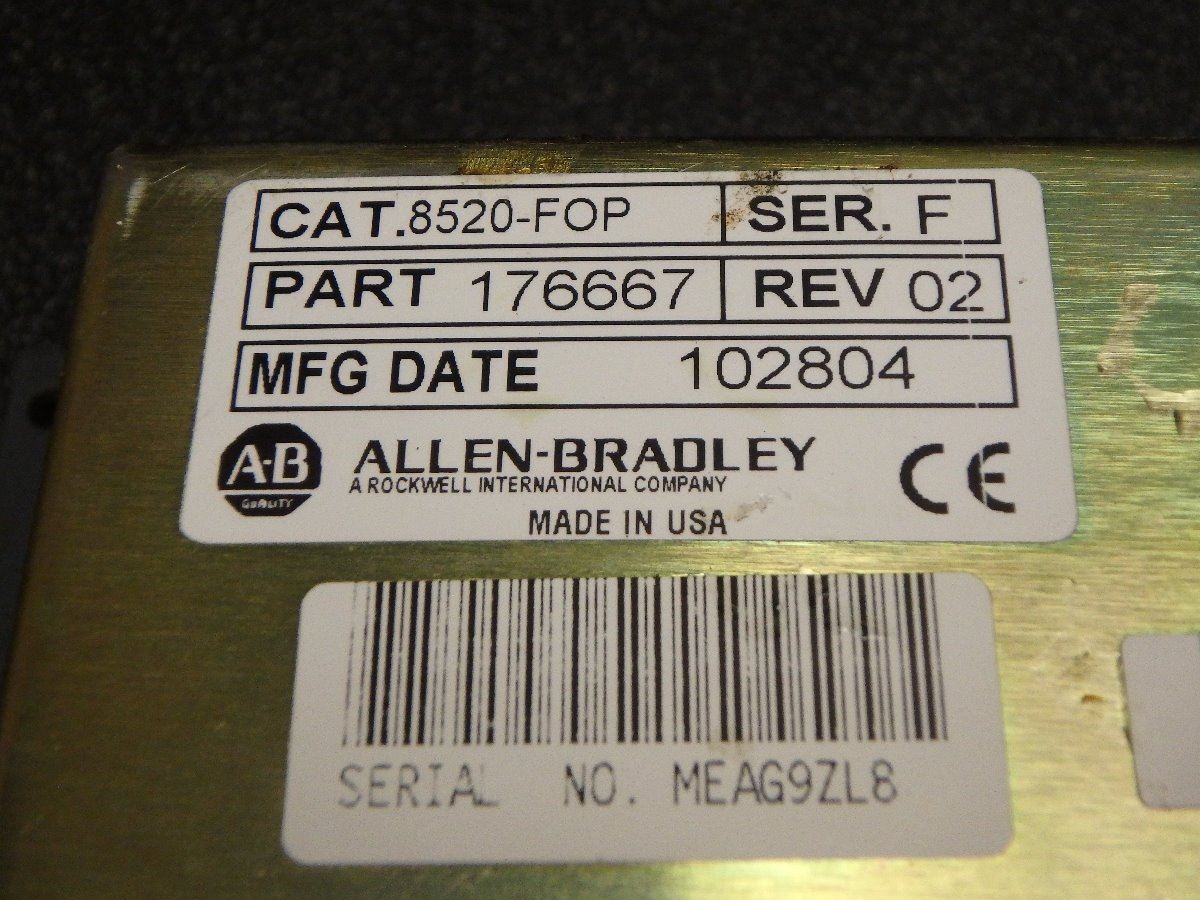 CAT. 8520-FOP SER. F
PART 176667 REV 02
MFG DATE 102804
A-B
QUALITY
ALLEN-BRADLEY
A ROCKWELL INTERNATIONAL COMPANY
MADE IN USA
CE
SERIAL NO. MEAG9ZL8